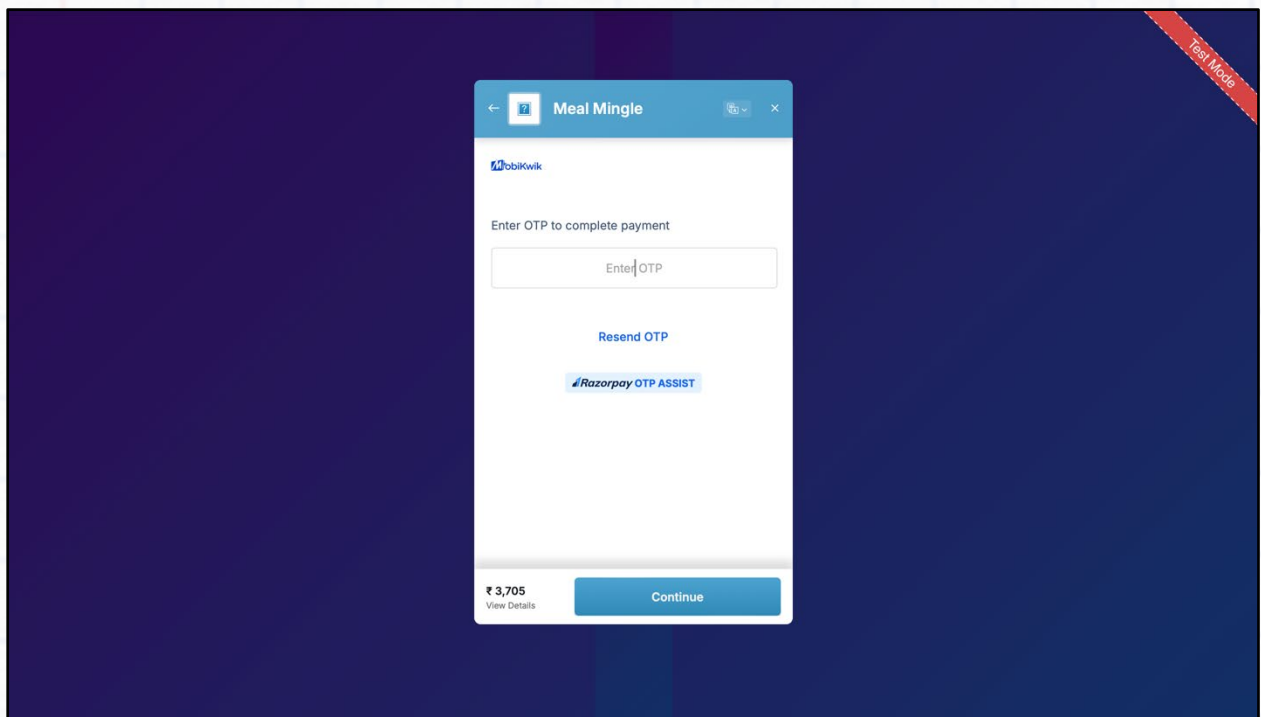 Test Mode
Meal Mingle
MobiKwik
Enter OTP to complete payment
Enter OTP
Resend OTP
Razorpay OTP ASSIST
₹ 3,705
View Details
Continue